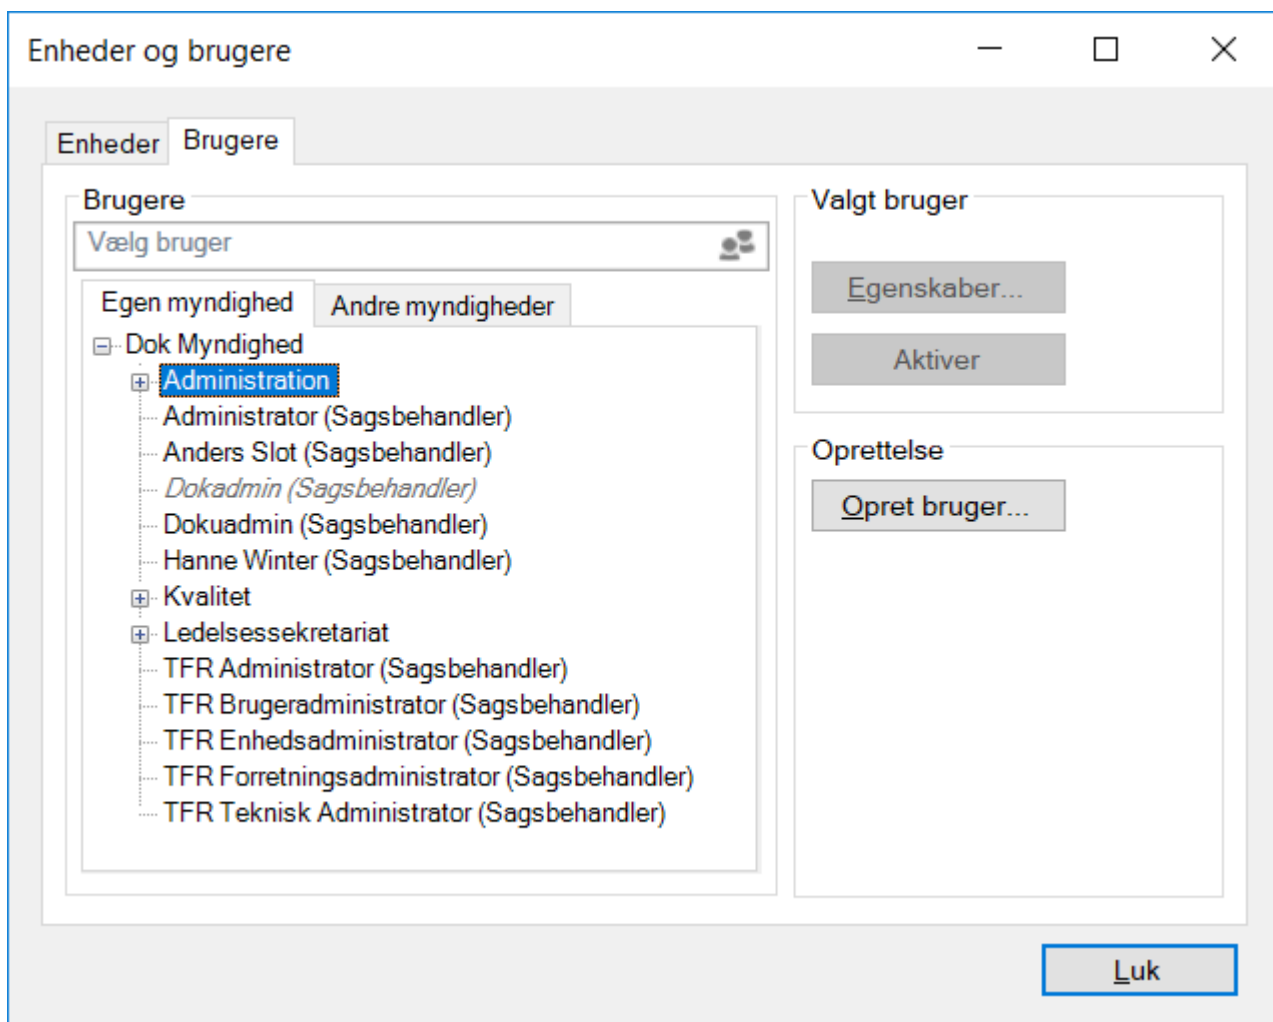 Enheder og brugere
Enheder
Brugere
Brugere
Vælg bruger
Egen myndighed
Andre myndigheder
Dok Myndighed
Administration
Administrator (Sagsbehandler)
Anders Slot (Sagsbehandler)
Dokadmin (Sagsbehandler)
Dokuadmin (Sagsbehandler)
Hanne Winter (Sagsbehandler)
Kvalitet
Ledelsessekretariat
TFR Administrator (Sagsbehandler)
TFR Brugeradministrator (Sagsbehandler)
TFR Enhedsadministrator (Sagsbehandler)
TFR Forretningsadministrator (Sagsbehandler)
TFR Teknisk Administrator (Sagsbehandler)
Valgt bruger
Egenskaber...
Aktiver
Oprettelse
Opret bruger...
Luk